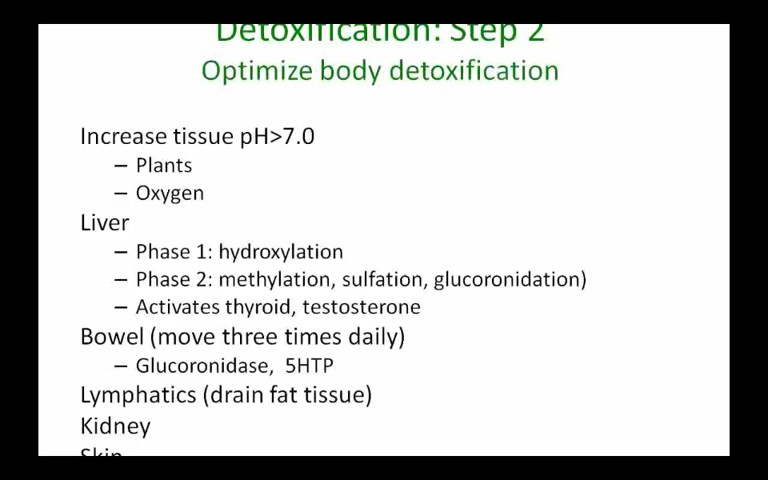 Detoxification: Step 2
Optimize body detoxification
Increase tissue pH>7.0
– Plants
– Oxygen
Liver
– Phase 1: hydroxylation
– Phase 2: methylation, sulfation, glucoronidation)
– Activates thyroid, testosterone
Bowel (move three times daily)
– Glucoronidase, 5HTP
Lymphatics (drain fat tissue)
Kidney
Skin